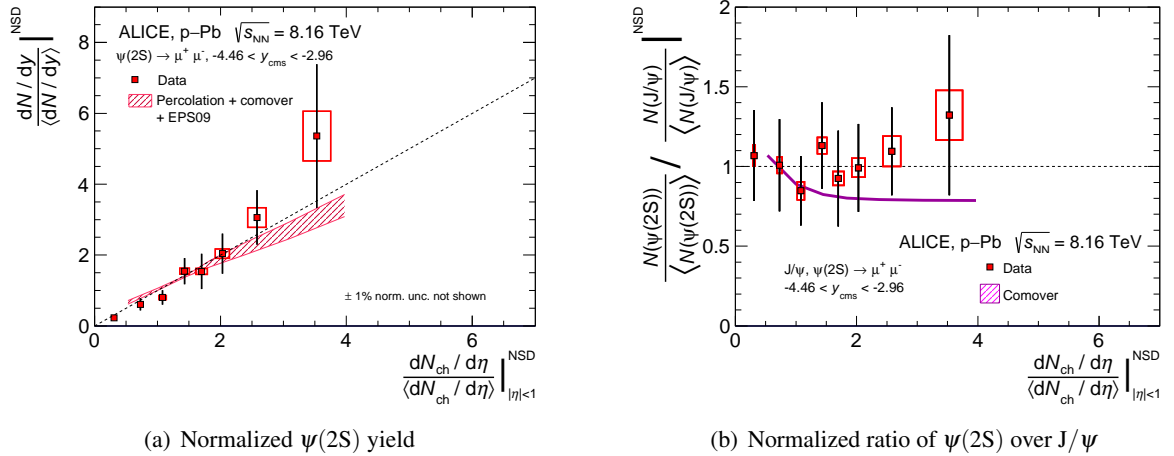 dN / dy
⟨dN / dy⟩
NSD
8
6
4
2
0
ALICE, p−Pb √sNN = 8.16 TeV
ψ(2S) → μ+ μ-, -4.46 < ycms < -2.96
Data
Percolation + comover
+ EPS09
± 1% norm. unc. not shown
0 2 4 6
dNch / dη
⟨dNch / dη⟩
NSD
|η|<1
(a) Normalized ψ(2S) yield
N(ψ(2S))
⟨N(ψ(2S))⟩
/
N(J/ψ)
⟨N(J/ψ)⟩
NSD
2
1.5
1
0.5
0
ALICE, p−Pb √sNN = 8.16 TeV
J/ψ, ψ(2S) → μ+ μ-
-4.46 < ycms < -2.96
Data
Comover
0 2 4 6
dNch / dη
⟨dNch / dη⟩
NSD
|η|<1
(b) Normalized ratio of ψ(2S) over J/ψ